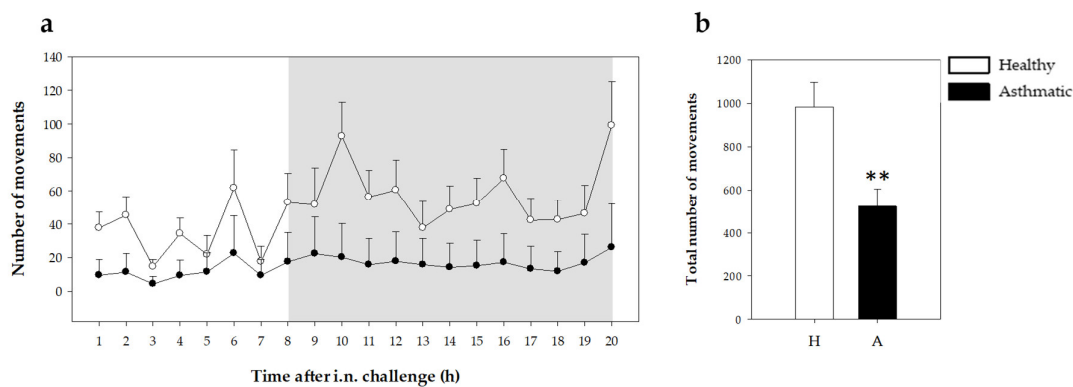 a
Number of movements
140
120
100
80
60
40
20
0
1 2 3 4 5 6 7 8 9 10 11 12 13 14 15 16 17 18 19 20
Time after i.n. challenge (h)
b
Total number of movements
1200
1000
800
600
400
200
0
**
H A
Healthy
Asthmatic